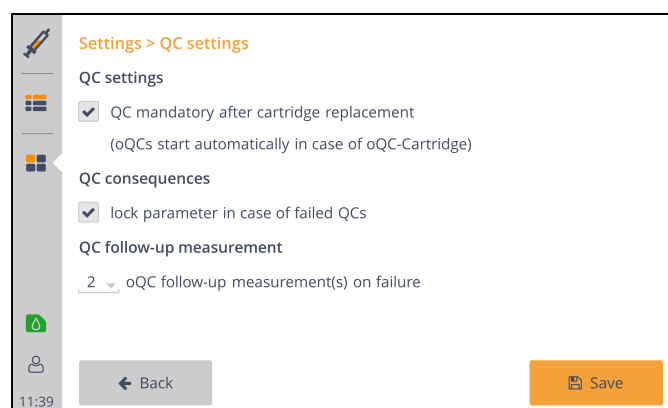 Settings > QC settings
QC settings
QC mandatory after cartridge replacement
(oQCs start automatically in case of oQC-Cartridge)
QC consequences
lock parameter in case of failed QCs
QC follow-up measurement
2 oQC follow-up measurement(s) on failure
Back
Save
11:39